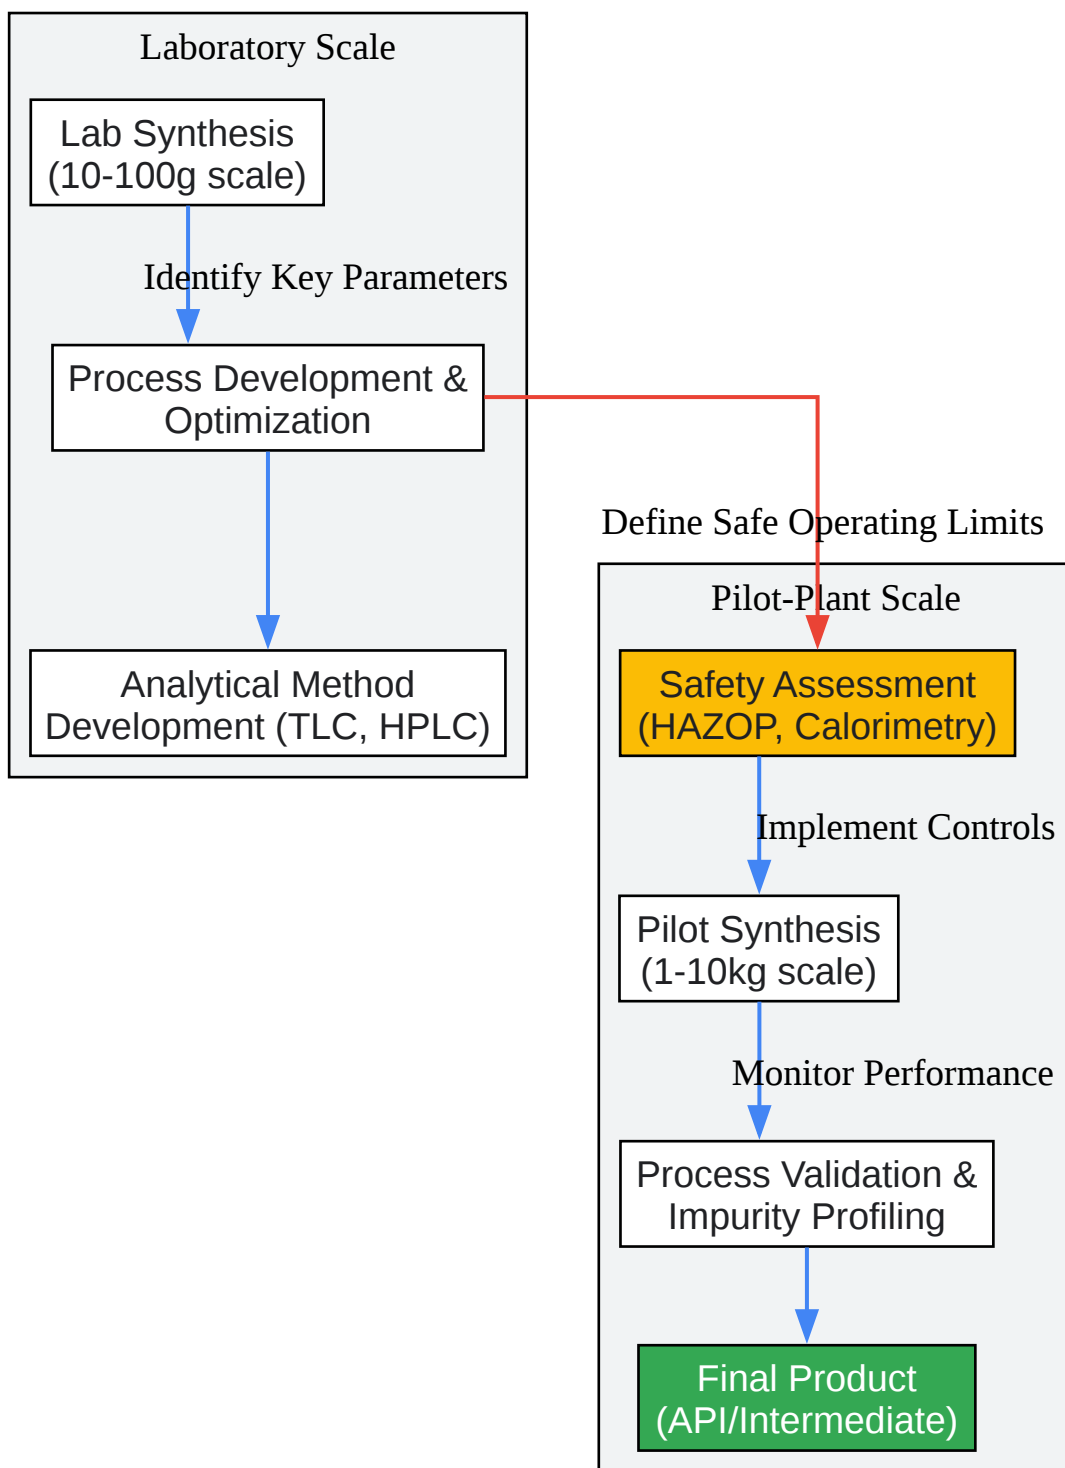 Laboratory Scale
Lab Synthesis
(10-100g scale)
Identify Key Parameters
Process Development &
Optimization
Analytical Method
Development (TLC, HPLC)
Define Safe Operating Limits
Pilot-Plant Scale
Safety Assessment
(HAZOP, Calorimetry)
Implement Controls
Pilot Synthesis
(1-10kg scale)
Monitor Performance
Process Validation &
Impurity Profiling
Final Product
(API/Intermediate)